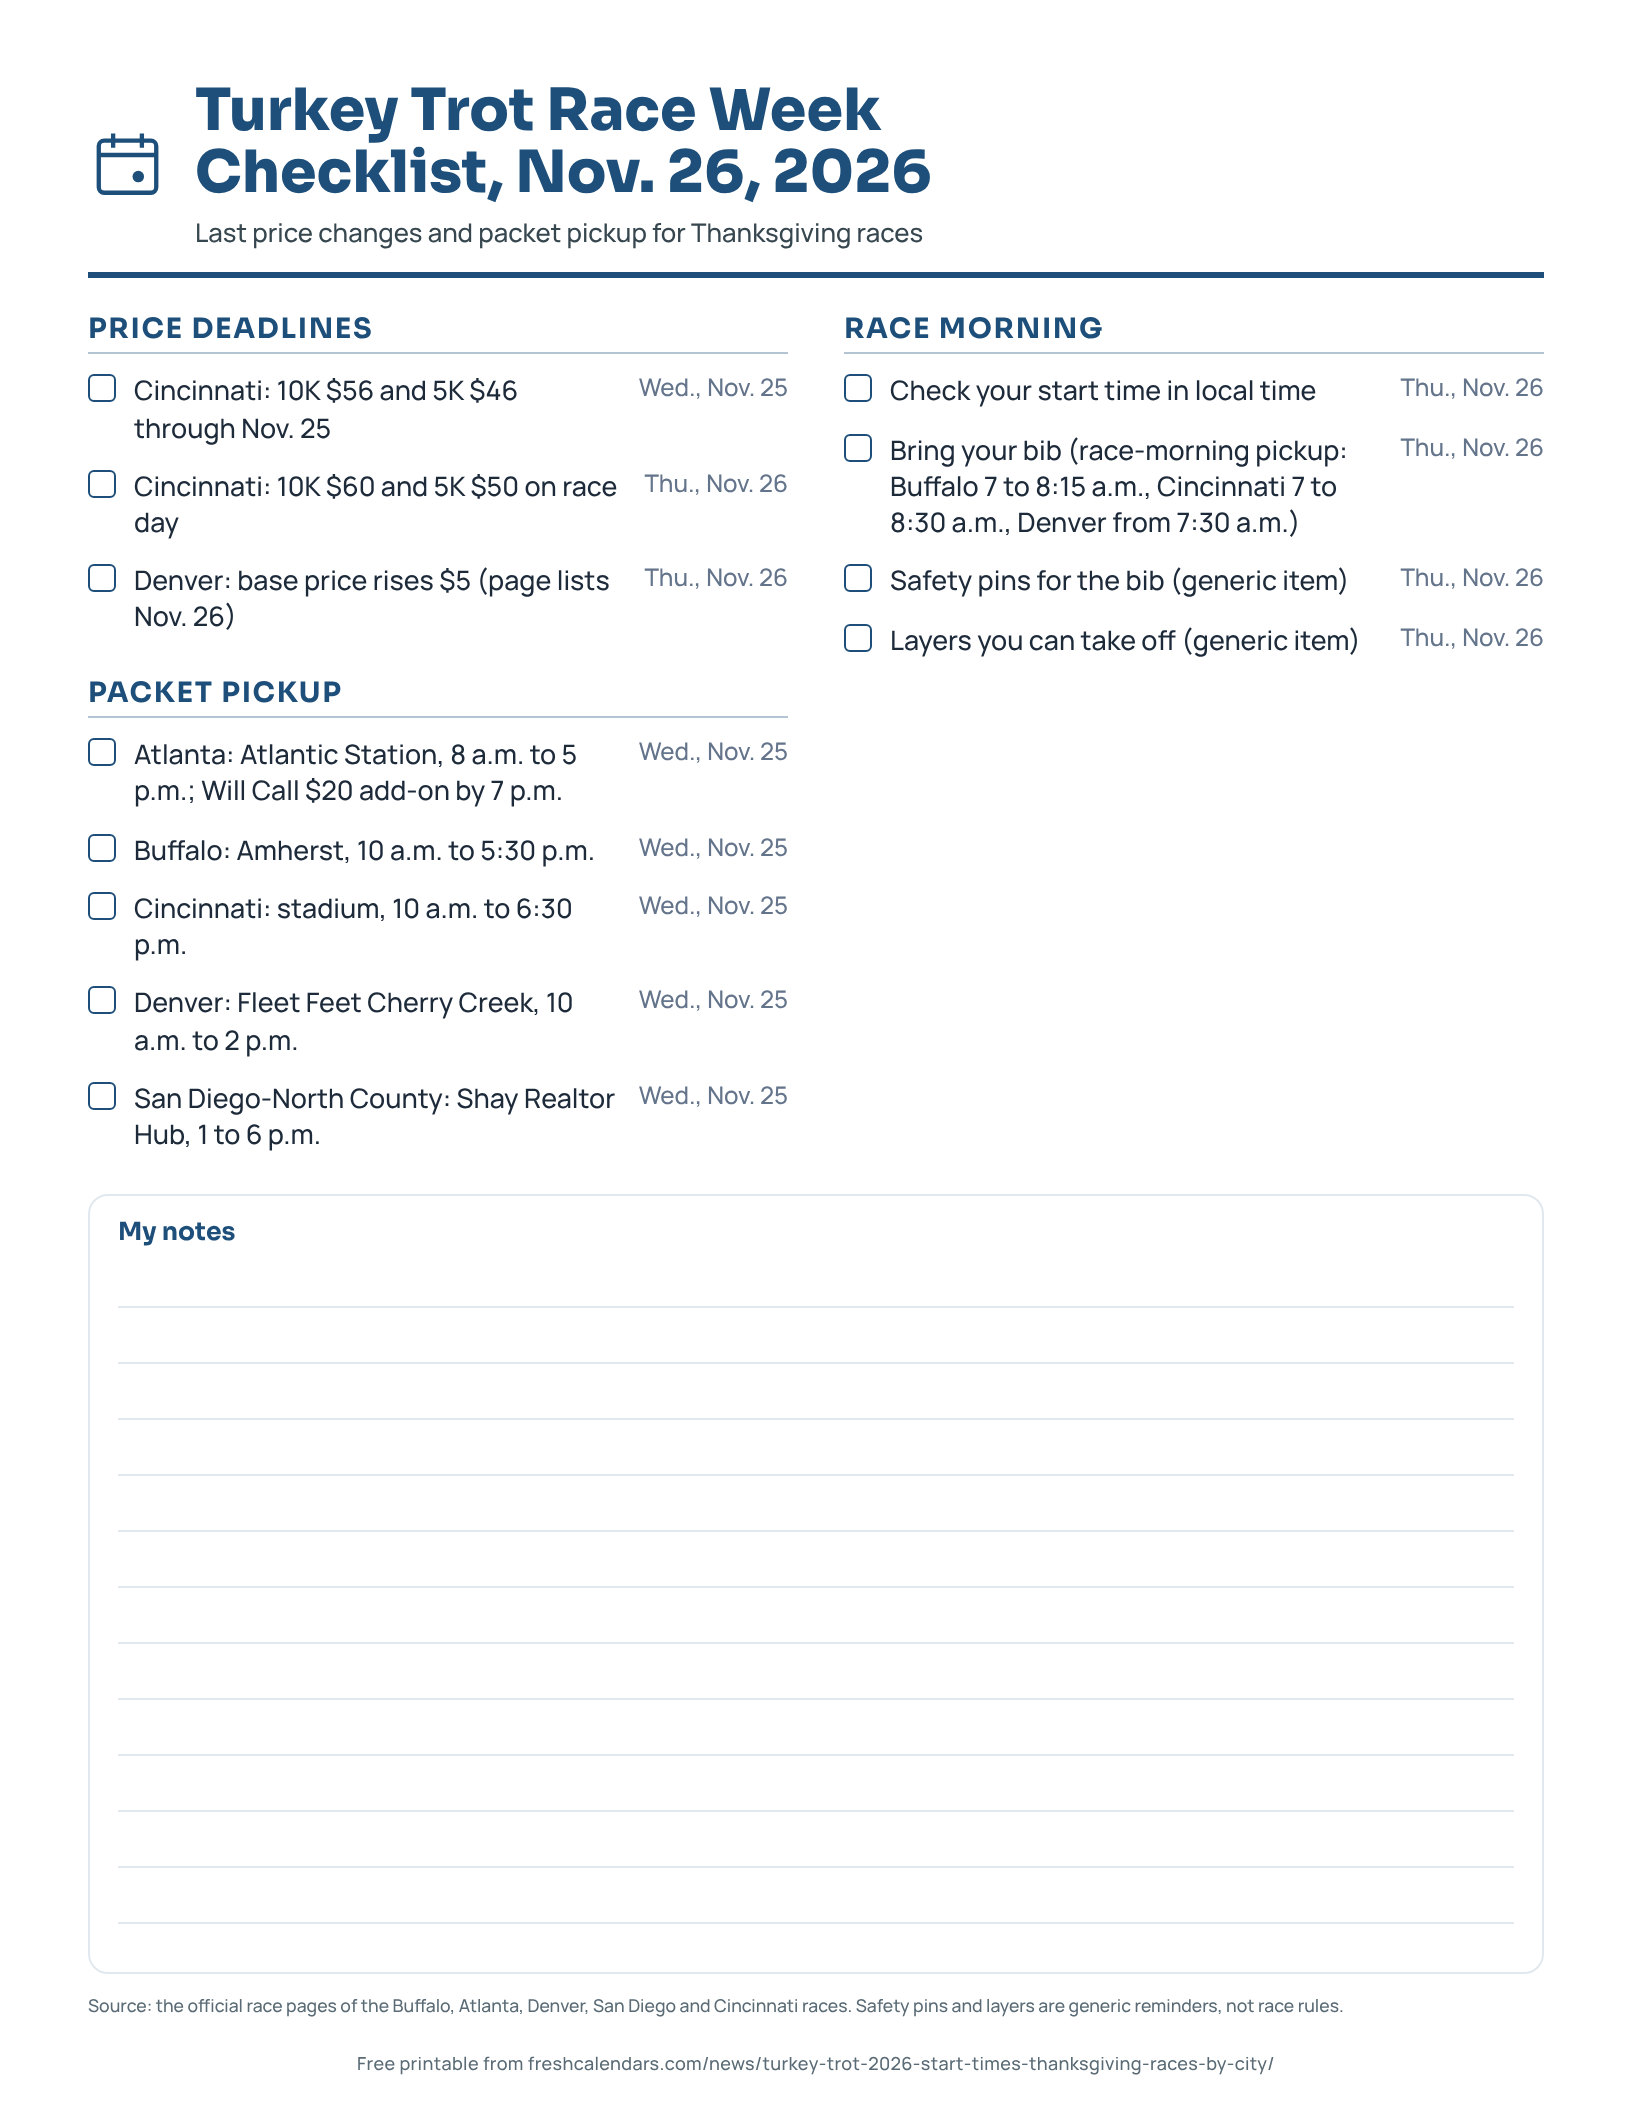 Turkey Trot Race Week
Checklist, Nov. 26, 2026
Last price changes and packet pickup for Thanksgiving races
PRICE DEADLINES
Cincinnati: 10K $56 and 5K $46 Wed., Nov. 25
through Nov. 25
Cincinnati: 10K $60 and 5K $50 on race Thu., Nov. 26
day
Denver: base price rises $5 (page lists Thu., Nov. 26
Nov. 26)
PACKET PICKUP
Atlanta: Atlantic Station, 8 a.m. to 5 Wed., Nov. 25
p.m.; Will Call $20 add-on by 7 p.m.
Buffalo: Amherst, 10 a.m. to 5:30 p.m. Wed., Nov. 25
Cincinnati: stadium, 10 a.m. to 6:30 Wed., Nov. 25
p.m.
Denver: Fleet Feet Cherry Creek, 10 Wed., Nov. 25
a.m. to 2 p.m.
San Diego-North County: Shay Realtor Wed., Nov. 25
Hub, 1 to 6 p.m.
RACE MORNING
Check your start time in local time Thu., Nov. 26
Bring your bib (race-morning pickup: Thu., Nov. 26
Buffalo 7 to 8:15 a.m., Cincinnati 7 to
8:30 a.m., Denver from 7:30 a.m.)
Safety pins for the bib (generic item) Thu., Nov. 26
Layers you can take off (generic item) Thu., Nov. 26
My notes
Source: the official race pages of the Buffalo, Atlanta, Denver, San Diego and Cincinnati races. Safety pins and layers are generic reminders, not race rules.
Free printable from freshcalendars.com/news/turkey-trot-2026-start-times-thanksgiving-races-by-city/